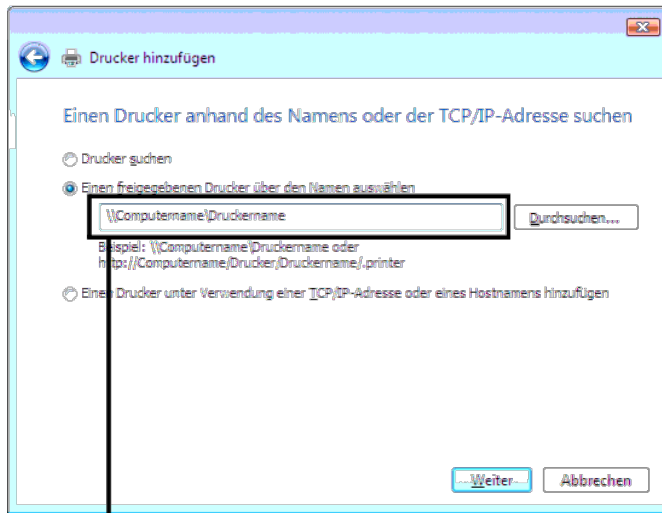 Drucker hinzufügen
Einen Drucker anhand des Namens oder der TCP/IP-Adresse suchen
Drucker suchen
Einen freigegebenen Drucker über den Namen auswählen
\\Computername\Druckername
Durchsuchen...
Beispiel: \\Computername\Druckername oder
http://Computername/Drucker/Druckername/.printer
Einen Drucker unter Verwendung einer TCP/IP-Adresse oder eines Hostnamens hinzufügen
Weiter
Abbrechen